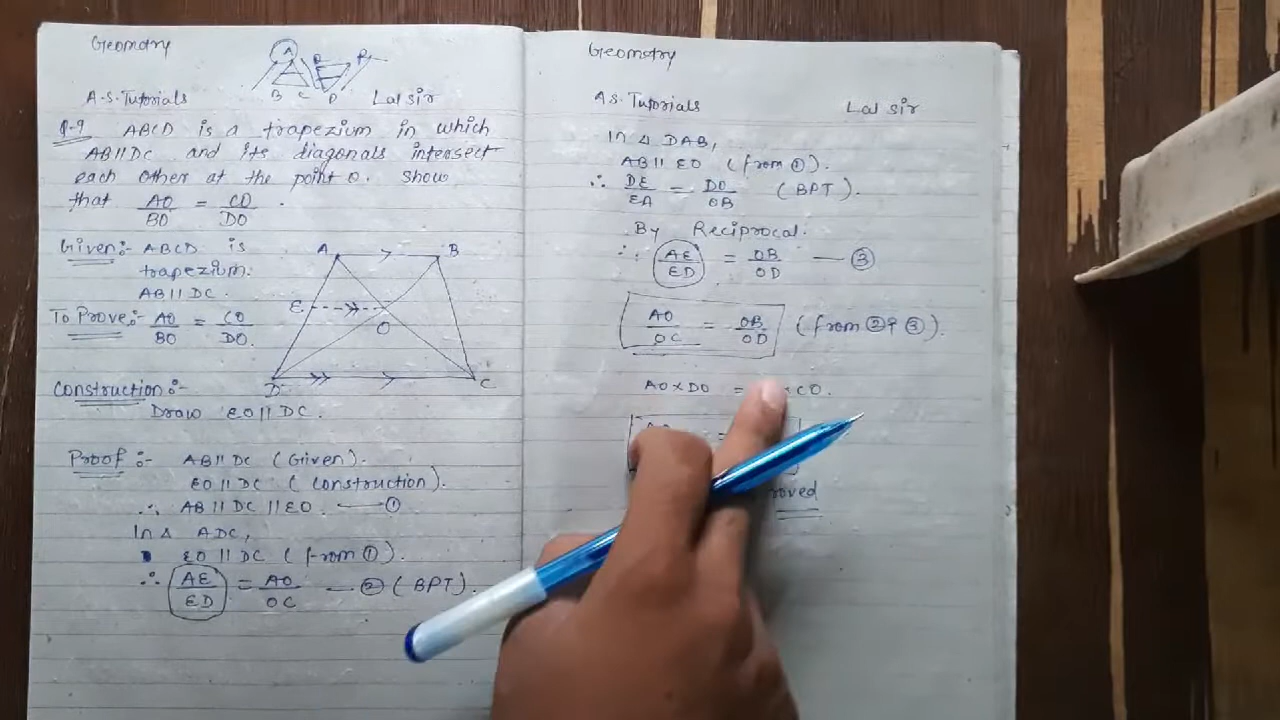 Geometry
A
B C D
A.S. Tutorials Lal sir
Q-9 ABCD is a trapezium in which
AB || DC and its diagonals intersect
each other at the point O. Show
that AO/BO = CO/DO .
Given:- ABCD is
trapezium.
AB || DC.
To Prove:- AO/BO = CO/DO.
A B
E
O
D C
Construction:-
Draw EO || DC.
Proof:- AB || DC (Given).
EO || DC (construction).
∴ AB || DC || EO. —①
In Δ ADC,
EO || DC (from ①).
∴ AE/ED = AO/OC —② (BPT).
Geometry
A.S. Tutorials Lal sir
In Δ DAB,
AB || EO (from ①).
∴ DE/EA = DO/OB (BPT).
By Reciprocal.
∴ AE/ED = OB/OD —③
AO/OC = OB/OD (from ② & ③).
AO×DO = ×CO.
=
roved